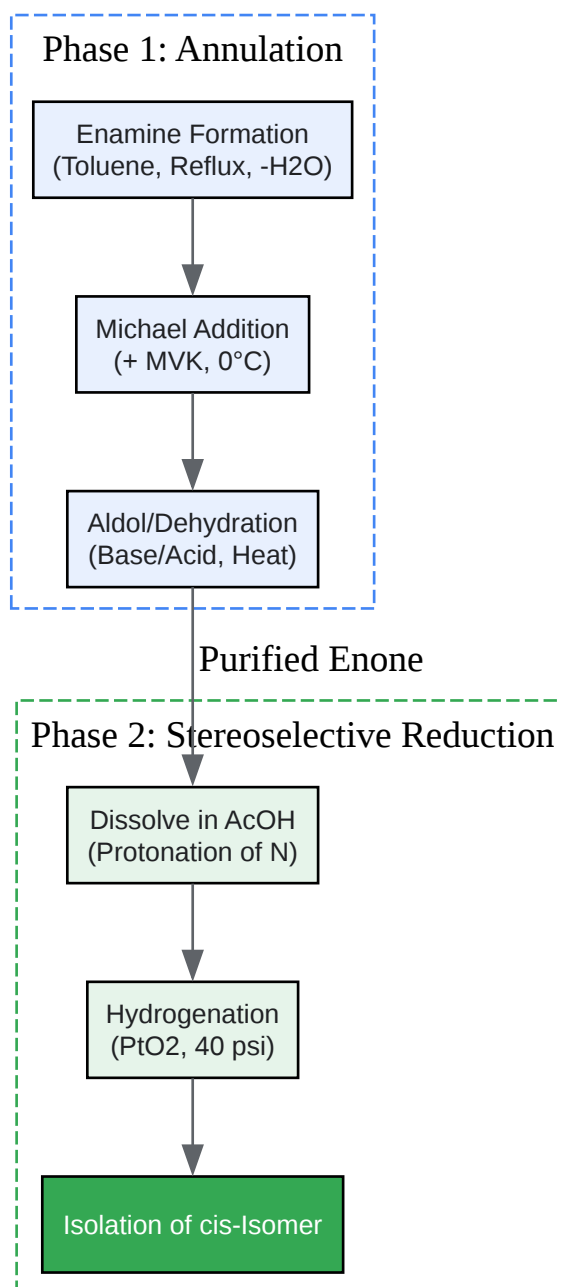 Phase 1: Annulation
Enamine Formation
(Toluene, Reflux, -H2O)
Michael Addition
(+ MVK, 0°C)
Aldol/Dehydration
(Base/Acid, Heat)
Purified Enone
Phase 2: Stereoselective Reduction
Dissolve in AcOH
(Protonation of N)
Hydrogenation
(PtO2, 40 psi)
Isolation of cis-Isomer